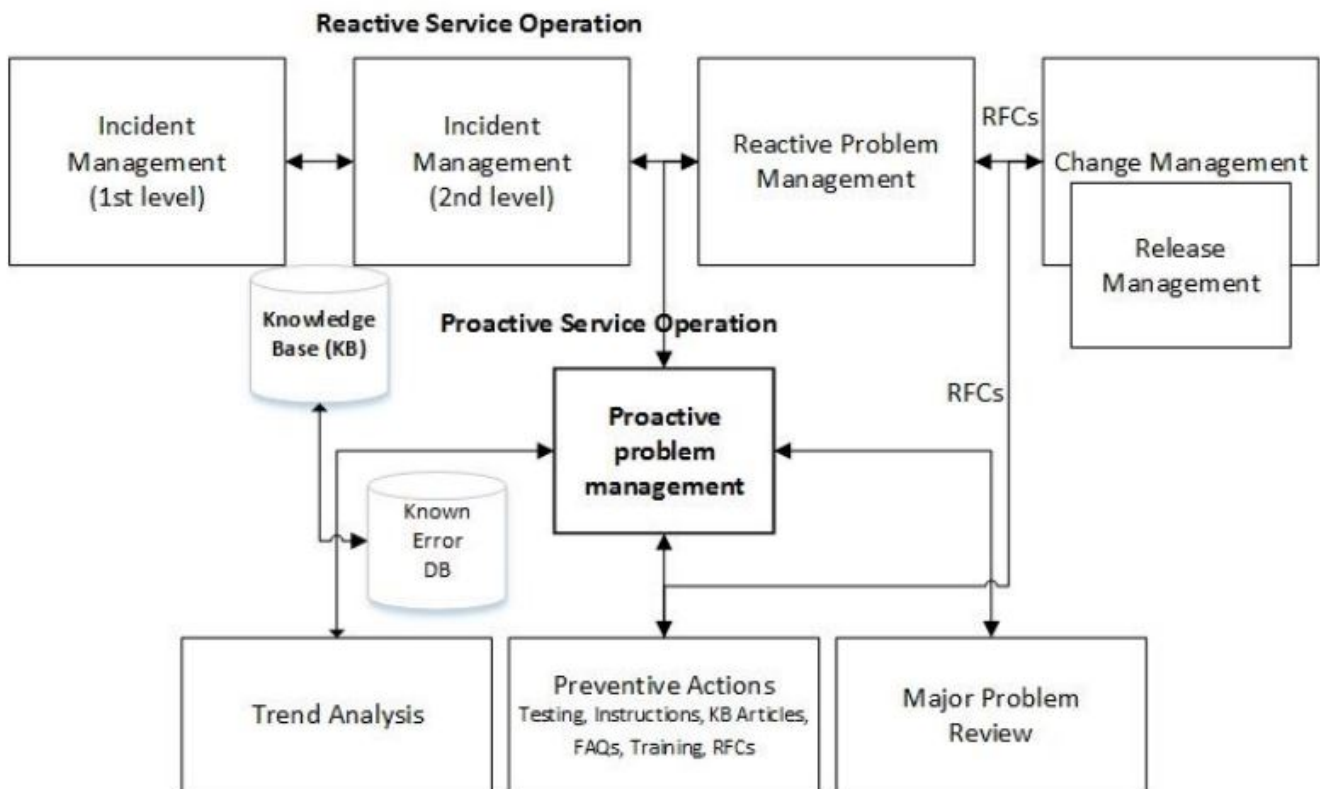 Reactive Service Operation
Incident
Management
(1st level)
Incident
Management
(2nd level)
Reactive Problem
Management
RFCs
Change Management
Release
Management
Knowledge
Base (KB)
Proactive Service Operation
RFCs
Proactive
problem
management
Known
Error
DB
Trend Analysis
Preventive Actions
Testing, Instructions, KB Articles,
FAQs, Training, RFCs
Major Problem
Review